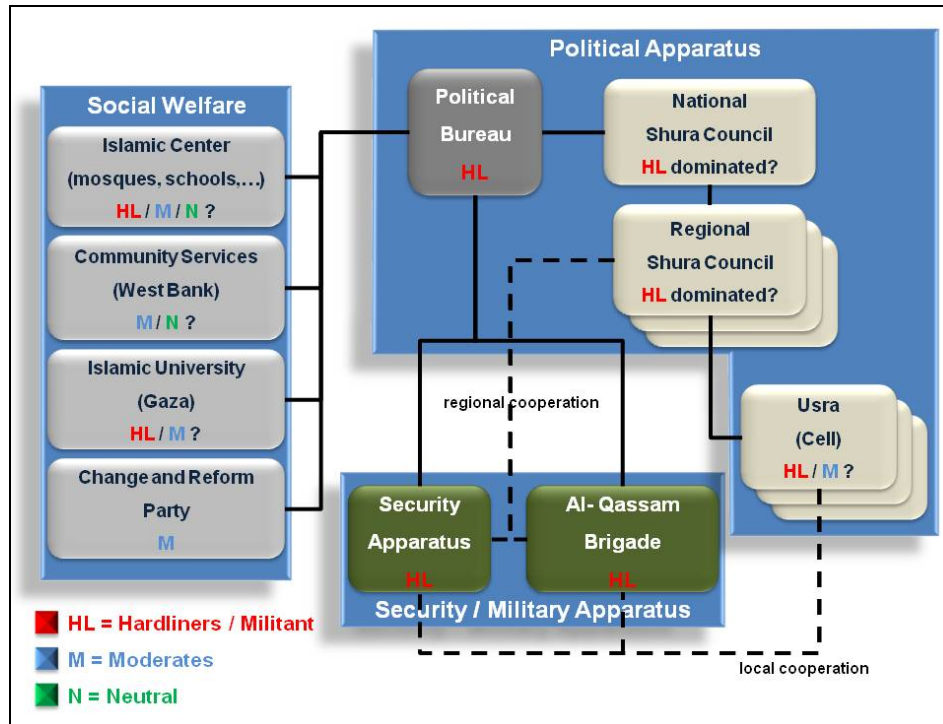 Political Apparatus
Social Welfare
Islamic Center
(mosques, schools,…)
HL / M / N ?
Community Services
(West Bank)
M / N ?
Islamic University
(Gaza)
HL / M ?
Change and Reform
Party
M
Political
Bureau
HL
National
Shura Council
HL dominated?
Regional
Shura Council
HL dominated?
Usra
(Cell)
HL / M ?
regional cooperation
Security
Apparatus
HL
Al- Qassam
Brigade
HL
Security / Military Apparatus
local cooperation
HL = Hardliners / Militant
M = Moderates
N = Neutral